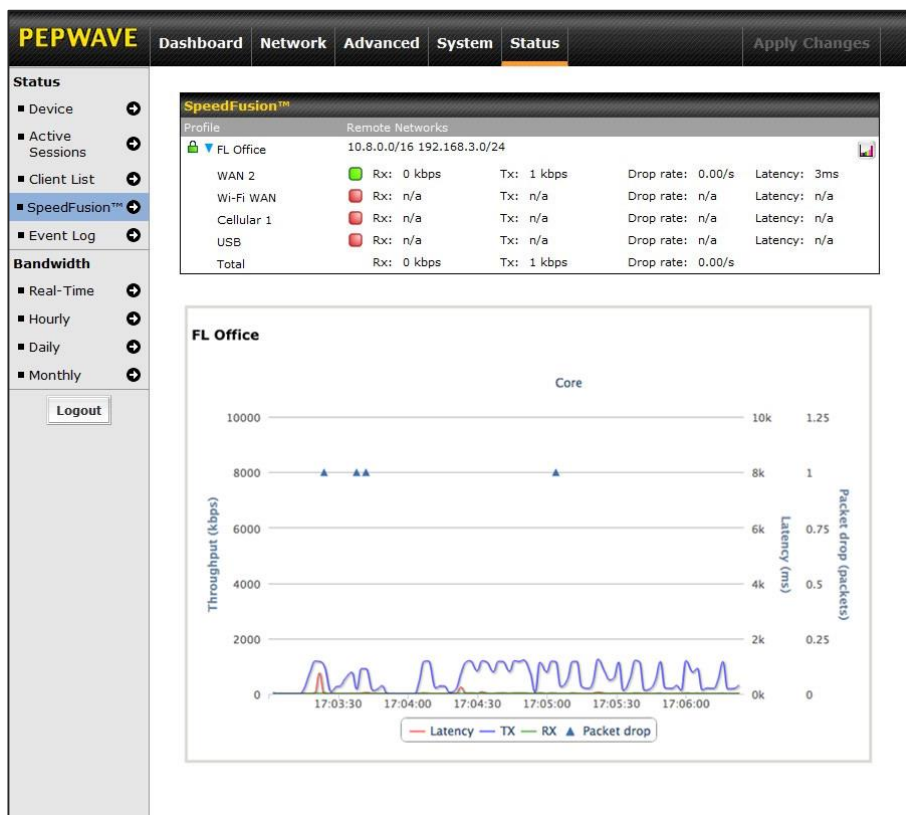 PEPWAVE
Dashboard Network Advanced System Status Apply Changes
Status
Device
Active
Sessions
Client List
SpeedFusion™
Event Log
Bandwidth
Real-Time
Hourly
Daily
Monthly
Logout
SpeedFusion™
Profile Remote Networks
FL Office 10.8.0.0/16 192.168.3.0/24
WAN 2 Rx: 0 kbps Tx: 1 kbps Drop rate: 0.00/s Latency: 3ms
Wi-Fi WAN Rx: n/a Tx: n/a Drop rate: n/a Latency: n/a
Cellular 1 Rx: n/a Tx: n/a Drop rate: n/a Latency: n/a
USB Rx: n/a Tx: n/a Drop rate: n/a Latency: n/a
Total Rx: 0 kbps Tx: 1 kbps Drop rate: 0.00/s
FL Office
Core
10000 10k 1.25
8000 8k 1
6000 6k 0.75
4000 4k 0.5
2000 2k 0.25
0 0k 0
Throughput (kbps)
Latency (ms)
Packet drop (packets)
17:03:30 17:04:00 17:04:30 17:05:00 17:05:30 17:06:00
Latency TX RX Packet drop